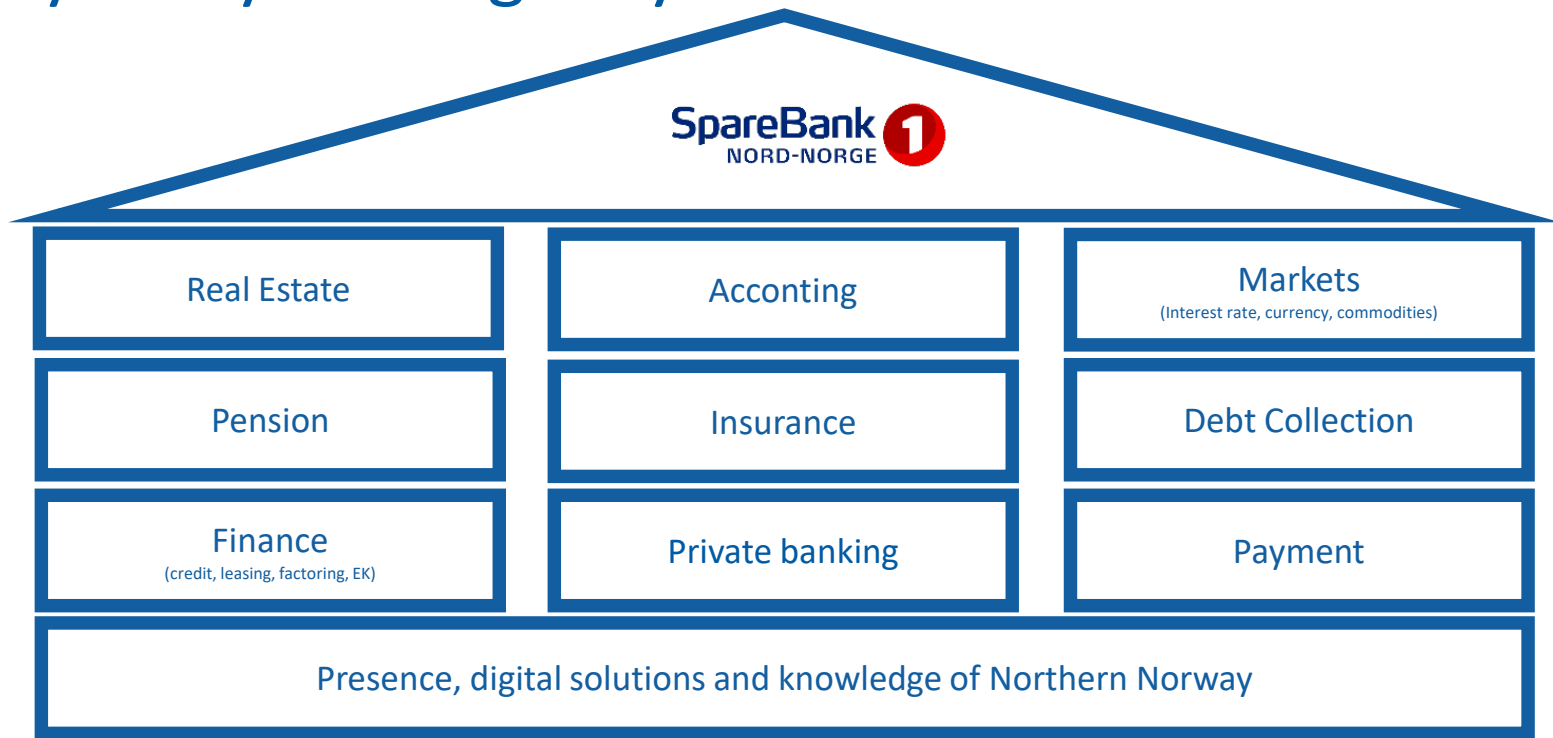 SpareBank 1
NORD-NORGE
Real Estate
Acconting
Markets
(Interest rate, currency, commodities)
Pension
Insurance
Debt Collection
Finance
(credit, leasing, factoring, EK)
Private banking
Payment
Presence, digital solutions and knowledge of Northern Norway